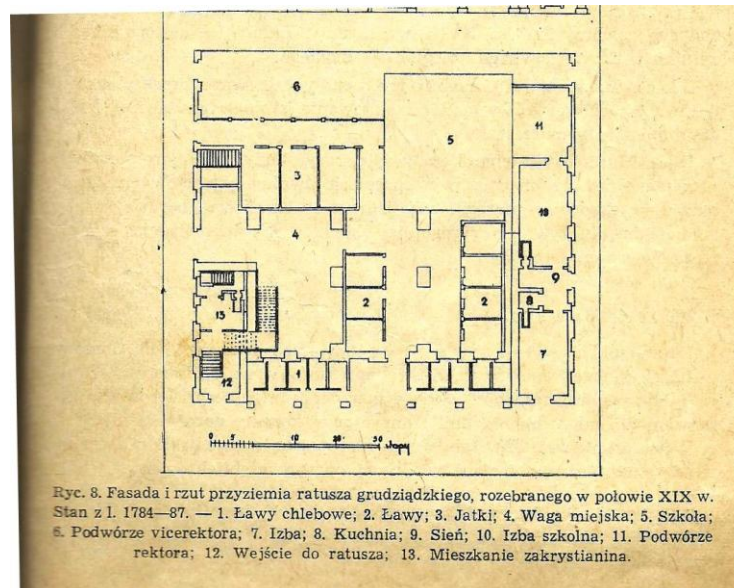 6
5
11
3
10
4
9
2
2
8
13
7
12
1
0 5 10 20 30 stopy
Ryc. 8. Fasada i rzut przyziemia ratusza grudziądzkiego, rozebranego w połowie XIX w.
Stan z l. 1784—87. — 1. Ławy chlebowe; 2. Ławy; 3. Jatki; 4. Waga miejska; 5. Szkoła;
6. Podwórze vicerektora; 7. Izba; 8. Kuchnia; 9. Sień; 10. Izba szkolna; 11. Podwórze
rektora; 12. Wejście do ratusza; 13. Mieszkanie zakrystianina.